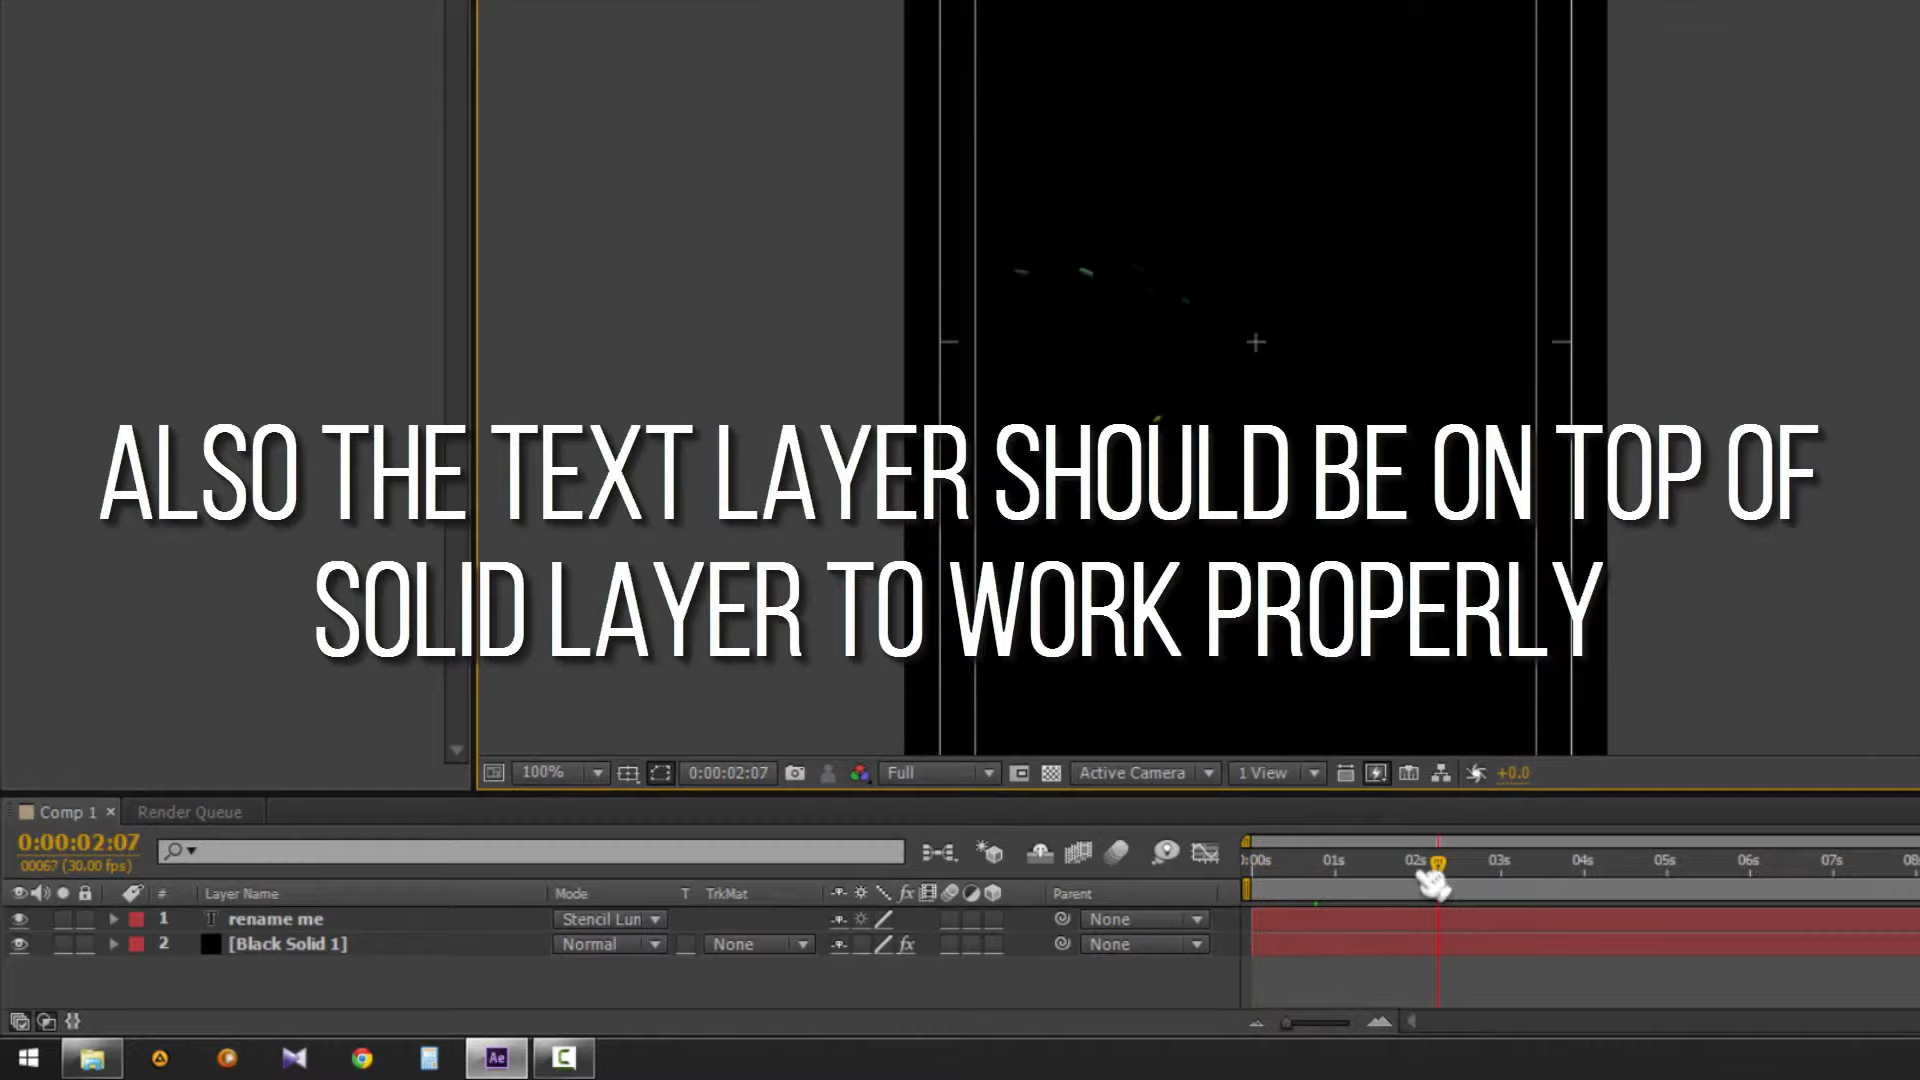 ALSO THE TEXT LAYER SHOULD BE ON TOP OF
SOLID LAYER TO WORK PROPERLY
100% 0:00:02:07 Full Active Camera 1 View +0.0
Comp 1 × Render Queue
0:00:02:07
00067 (30.00 fps)
):00s 01s 02s 03s 04s 05s 06s 07s 08
# Layer Name Mode T TrkMat fx Parent
1 T rename me Stencil Lun None
2 [Black Solid 1] Normal None fx None
Ae C